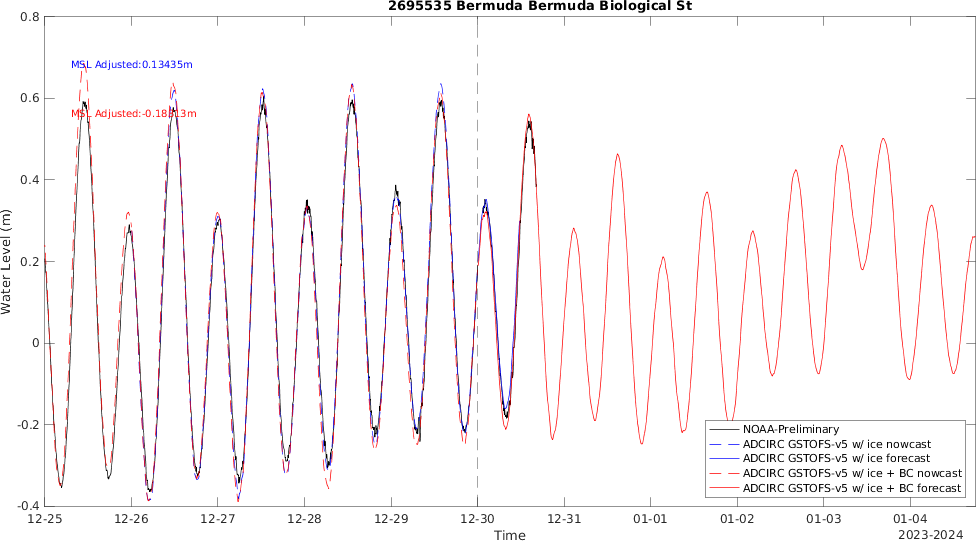 2695535 Bermuda Bermuda Biological St
0.8
MSL Adjusted:0.13435m
0.6
MSL Adjusted:
0.4
0.2
0
-0.2
-0.4
Water Level (m)
NOAA-Preliminary
ADCIRC GSTOFS-v5 w/ ice nowcast
ADCIRC GSTOFS-v5 w/ ice forecast
ADCIRC GSTOFS-v5 w/ ice + BC nowcast
ADCIRC GSTOFS-v5 w/ ice + BC forecast
12-25 12-26 12-27 12-28 12-29 12-30 12-31 01-01 01-02 01-03 01-04
Time
2023-2024